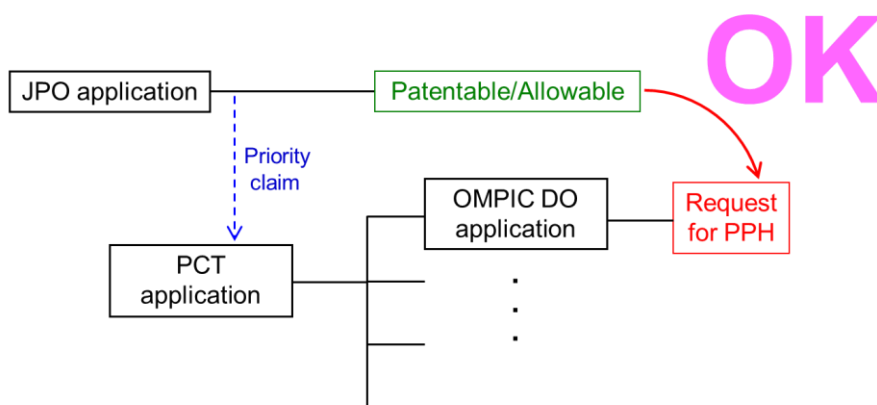 OK
JPO application
Patentable/Allowable
Priority
claim
OMPIC DO
application
Request
for PPH
PCT
application